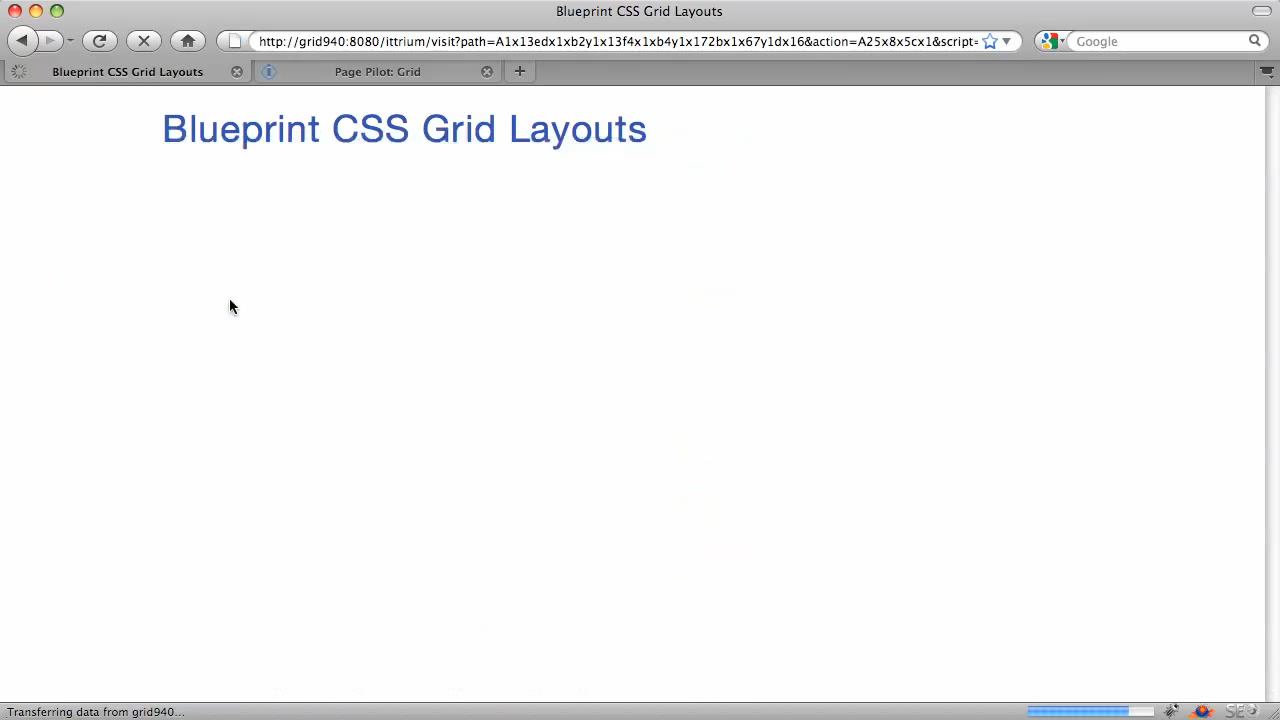 Blueprint CSS Grid Layouts
http://grid940:8080/ittrium/visit?path=A1x13edx1xb2y1x13f4x1xb4y1x172bx1x67y1dx16&action=A25x8x5cx1&script=
Google
Blueprint CSS Grid Layouts
Page Pilot: Grid
Blueprint CSS Grid Layouts
Transferring data from grid940...
SE